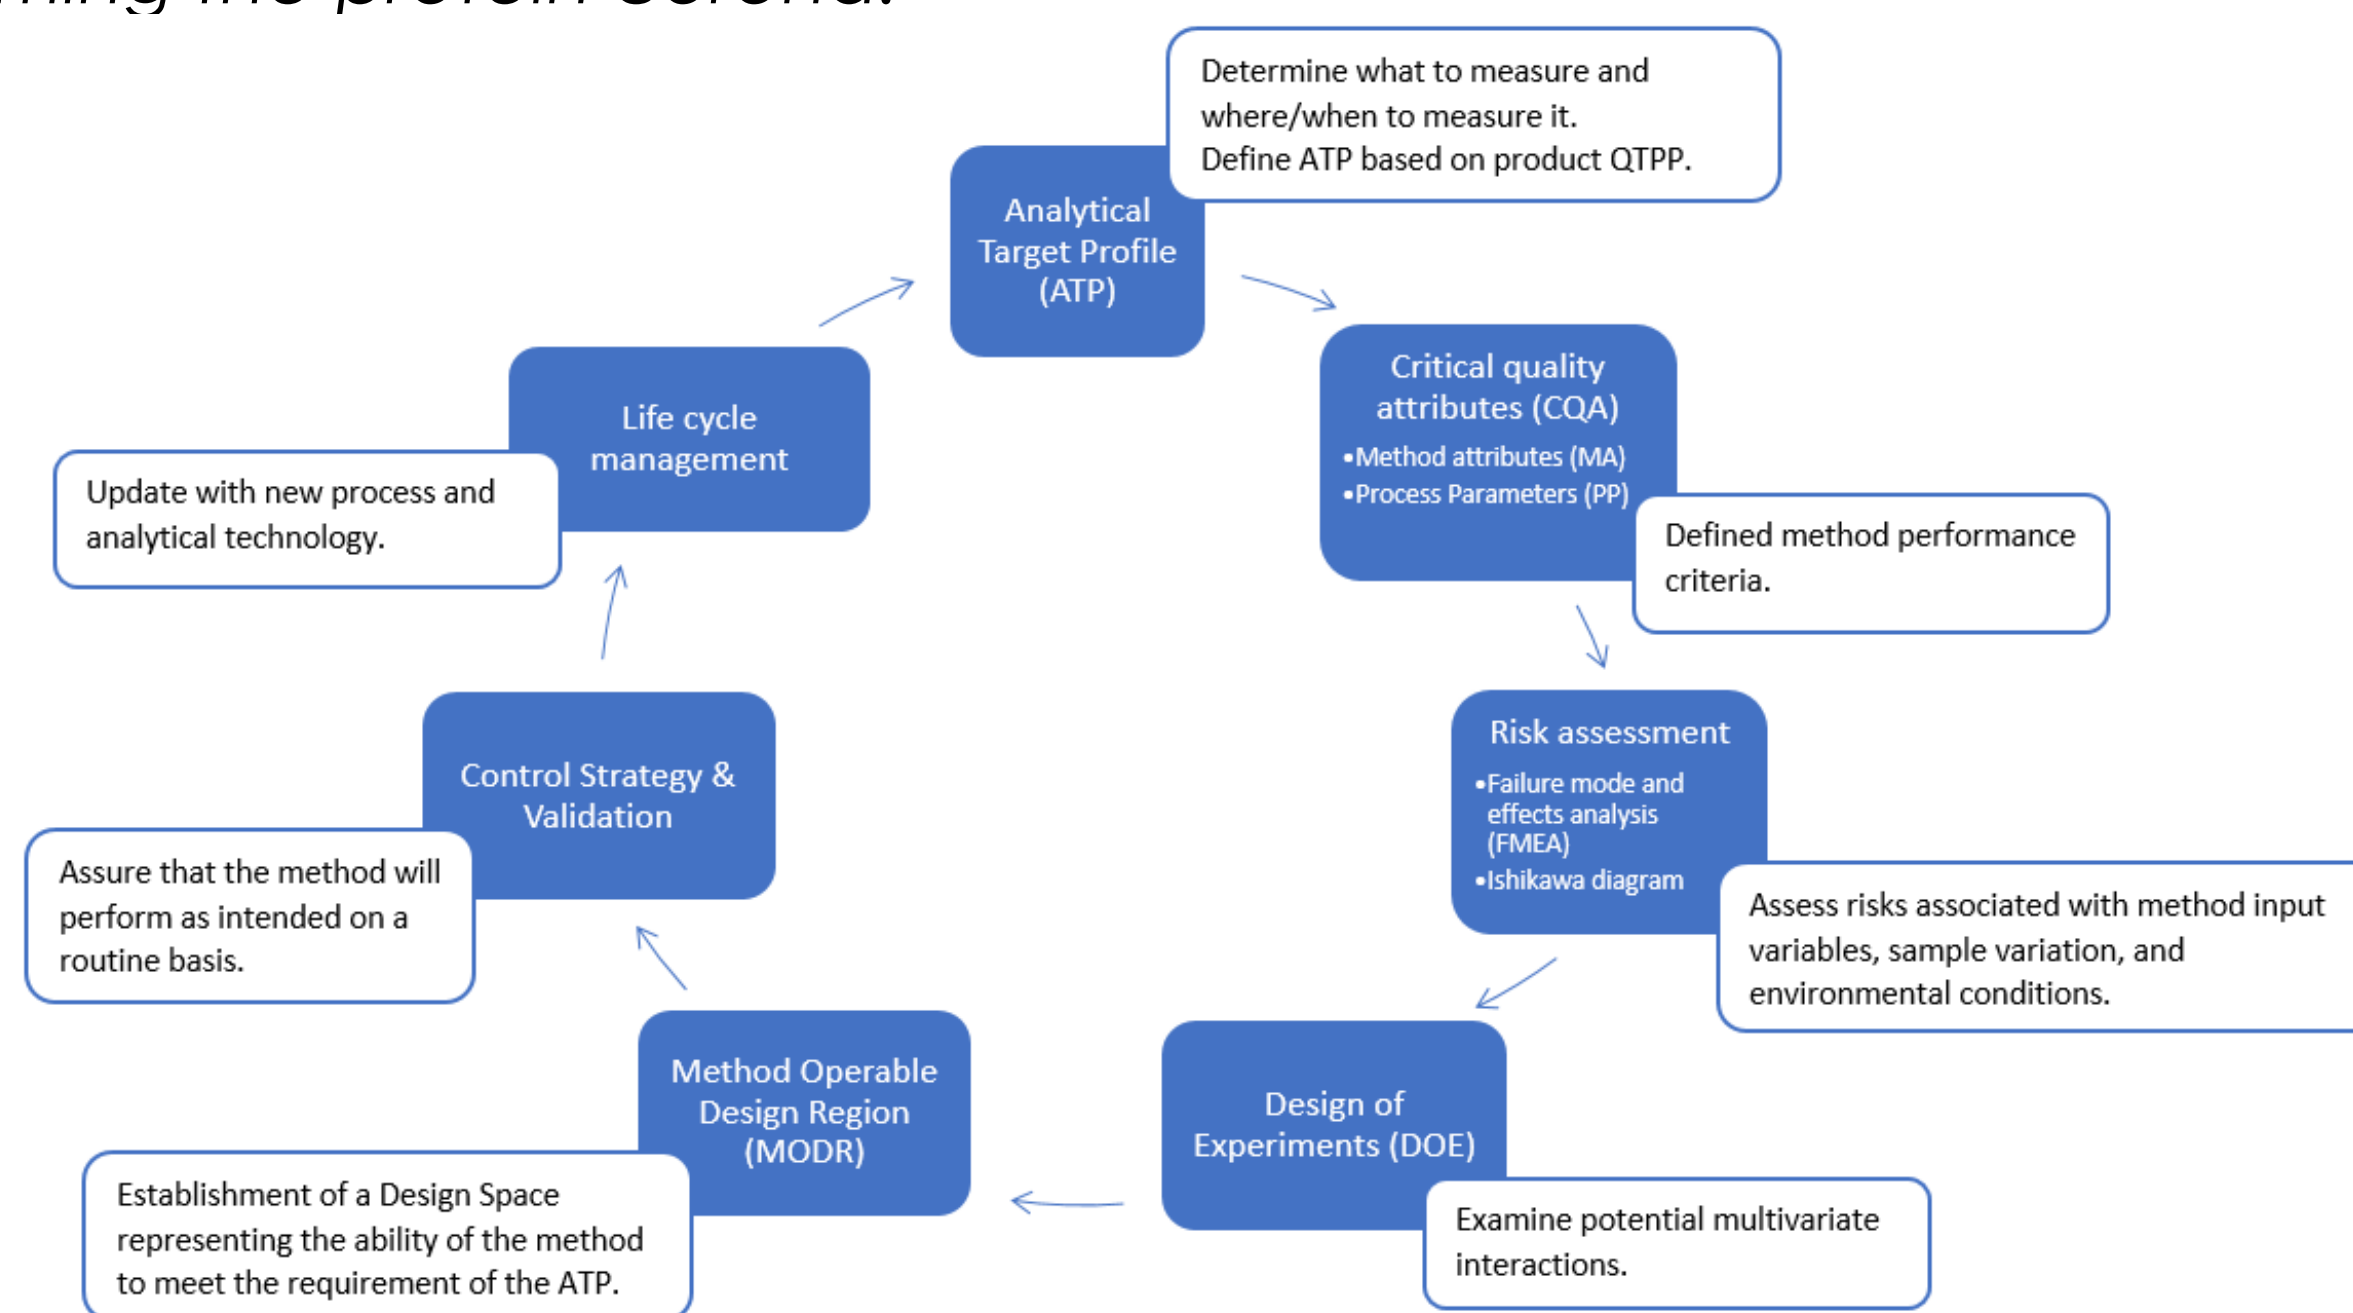 the protein corona.
Determine what to measure and
where/when to measure it.
Define ATP based on product QTPP.
Analytical
Target Profile
(ATP)
Critical quality
attributes (CQA)
•Method attributes (MA)
•Process Parameters (PP)
Defined method performance
criteria.
Risk assessment
•Failure mode and
effects analysis
(FMEA)
•Ishikawa diagram
Assess risks associated with method input
variables, sample variation, and
environmental conditions.
Design of
Experiments (DOE)
Examine potential multivariate
interactions.
Method Operable
Design Region
(MODR)
Establishment of a Design Space
representing the ability of the method
to meet the requirement of the ATP.
Control Strategy &
Validation
Assure that the method will
perform as intended on a
routine basis.
Life cycle
management
Update with new process and
analytical technology.